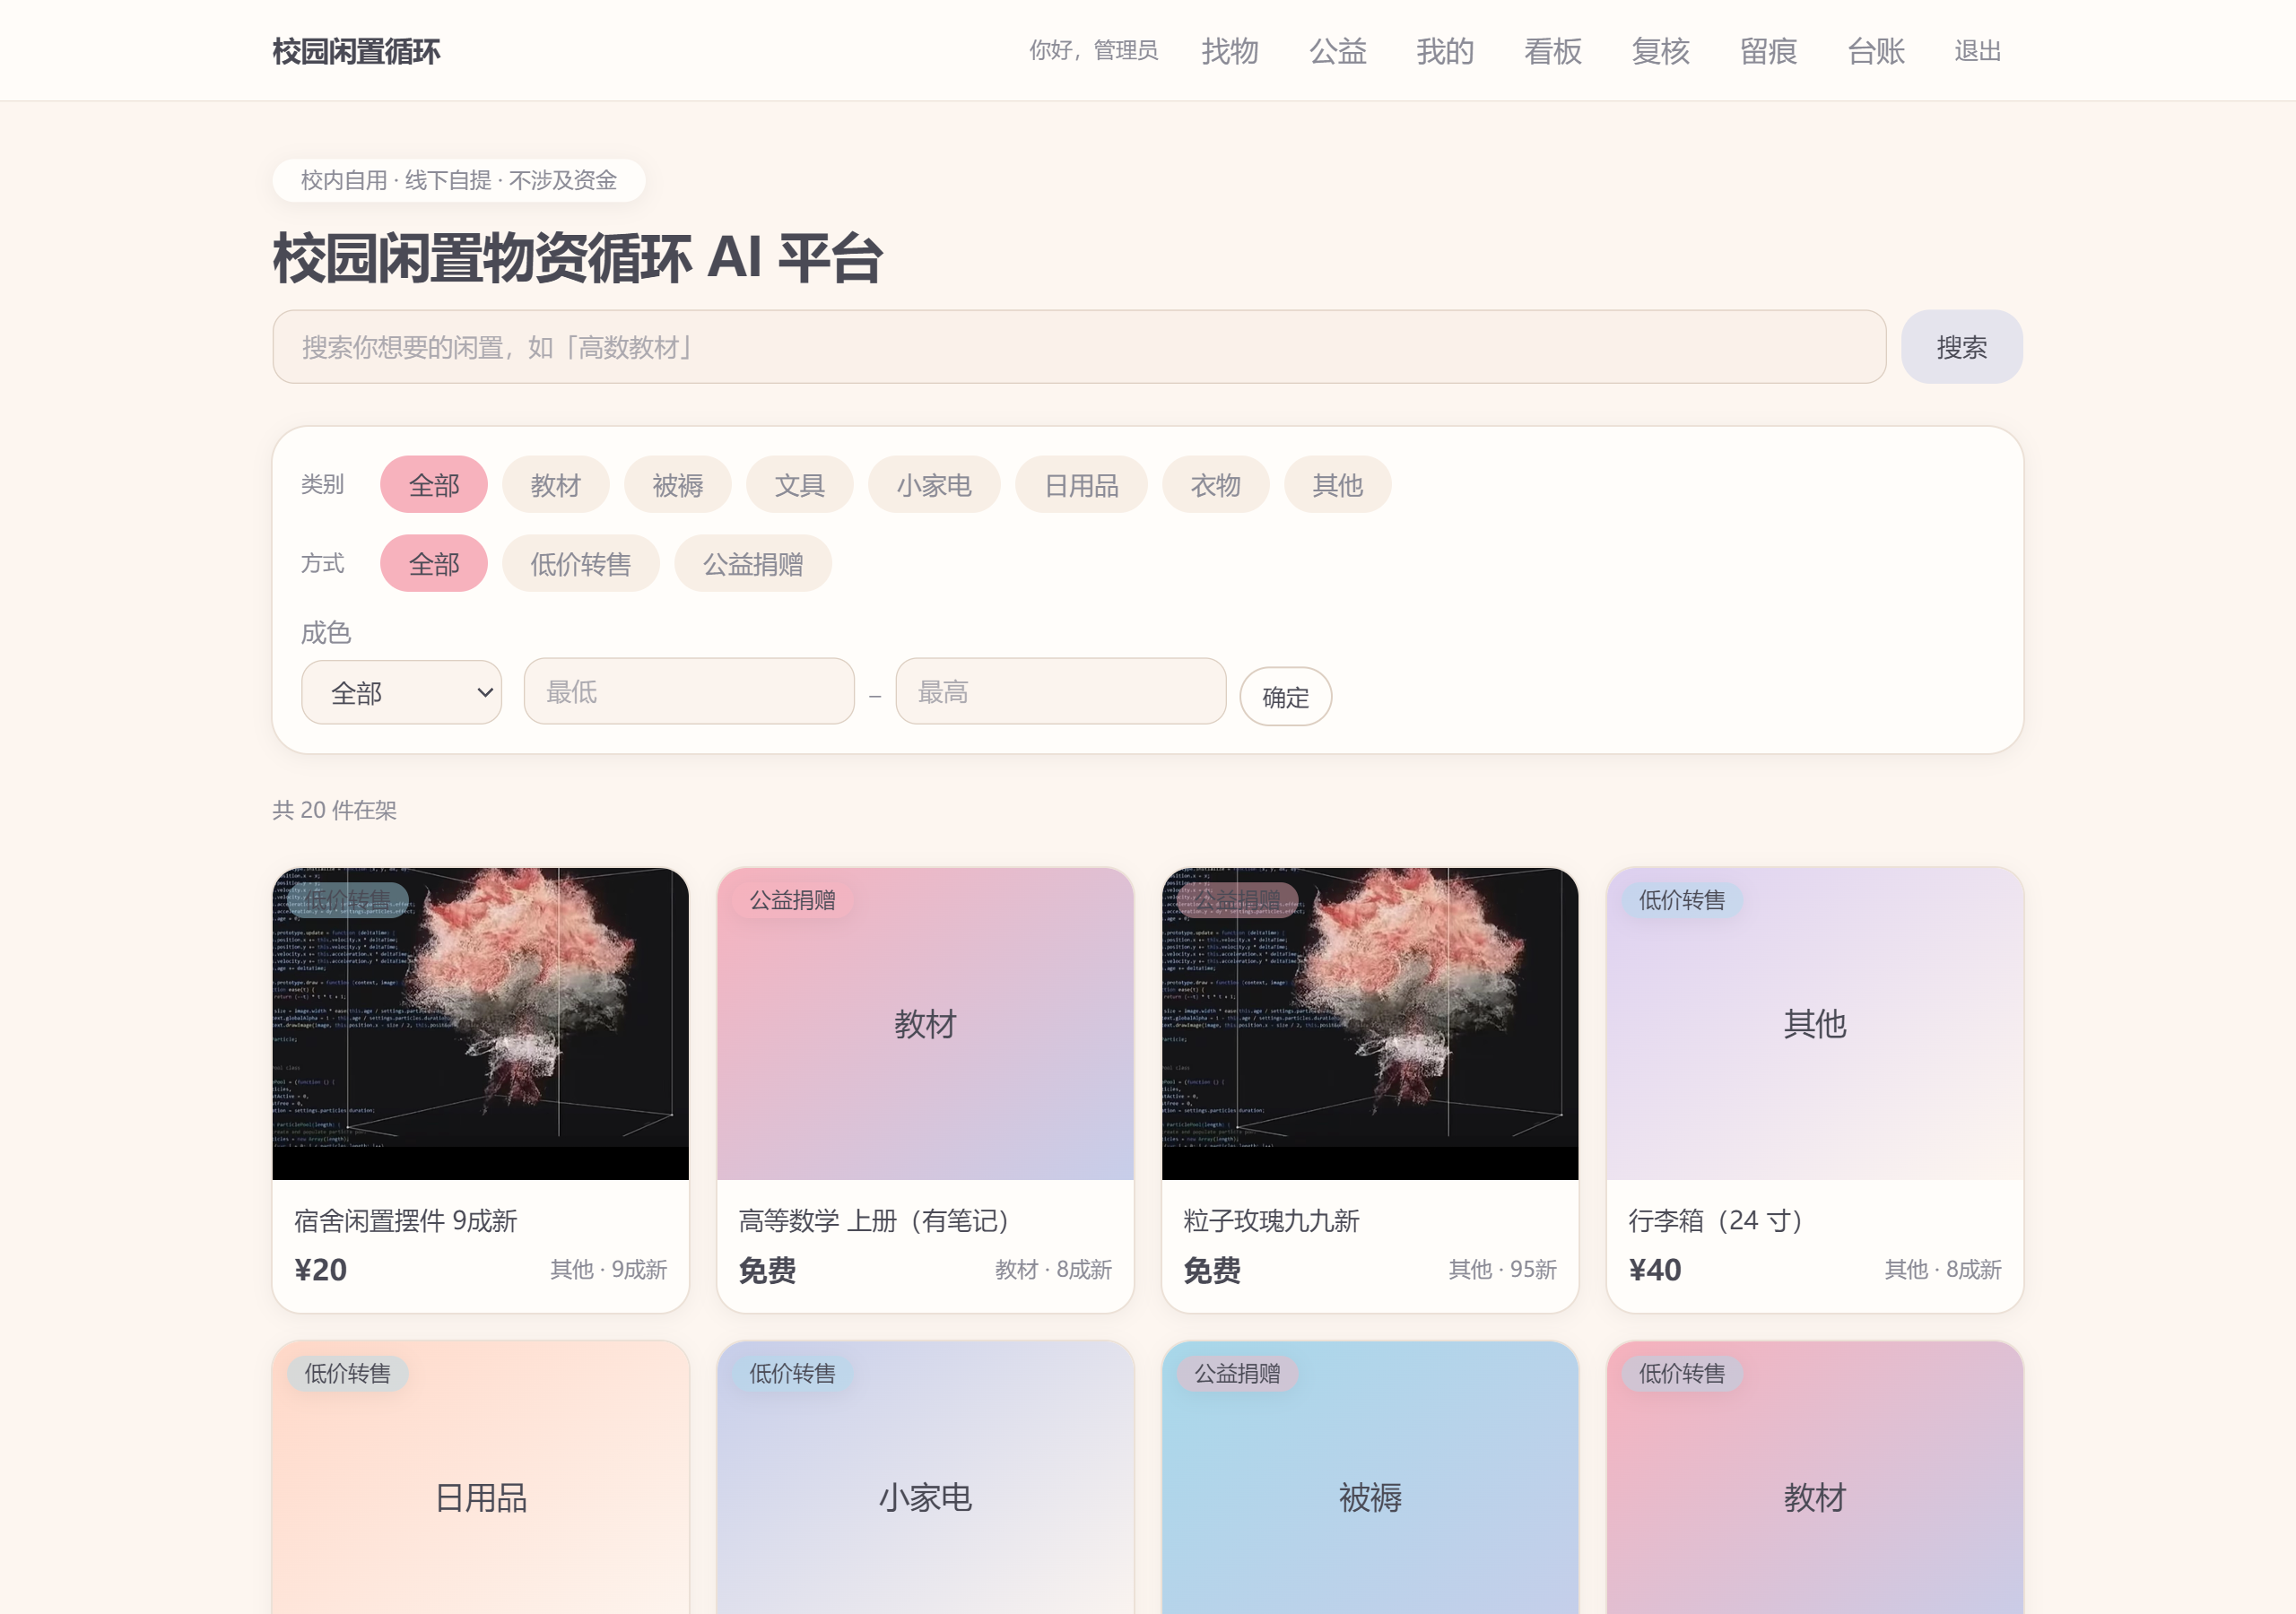 校园闲置循环
你好，管理员 找物 公益 我的 看板 复核 留痕 台账 退出
校内自用 · 线下自提 · 不涉及资金
校园闲置物资循环 AI 平台
搜索你想要的闲置，如「高数教材」 搜索
类别 全部 教材 被褥 文具 小家电 日用品 衣物 其他
方式 全部 低价转售 公益捐赠
成色
全部 最低 – 最高 确定
共 20 件在架
低价转售 公益捐赠 公益捐赠 低价转售
教材 其他
宿舍闲置摆件 9成新
¥20 其他 · 9成新
高等数学 上册（有笔记）
免费 教材 · 8成新
粒子玫瑰九九新
免费 其他 · 95新
行李箱（24 寸）
¥40 其他 · 8成新
低价转售 低价转售 公益捐赠 低价转售
日用品 小家电 被褥 教材